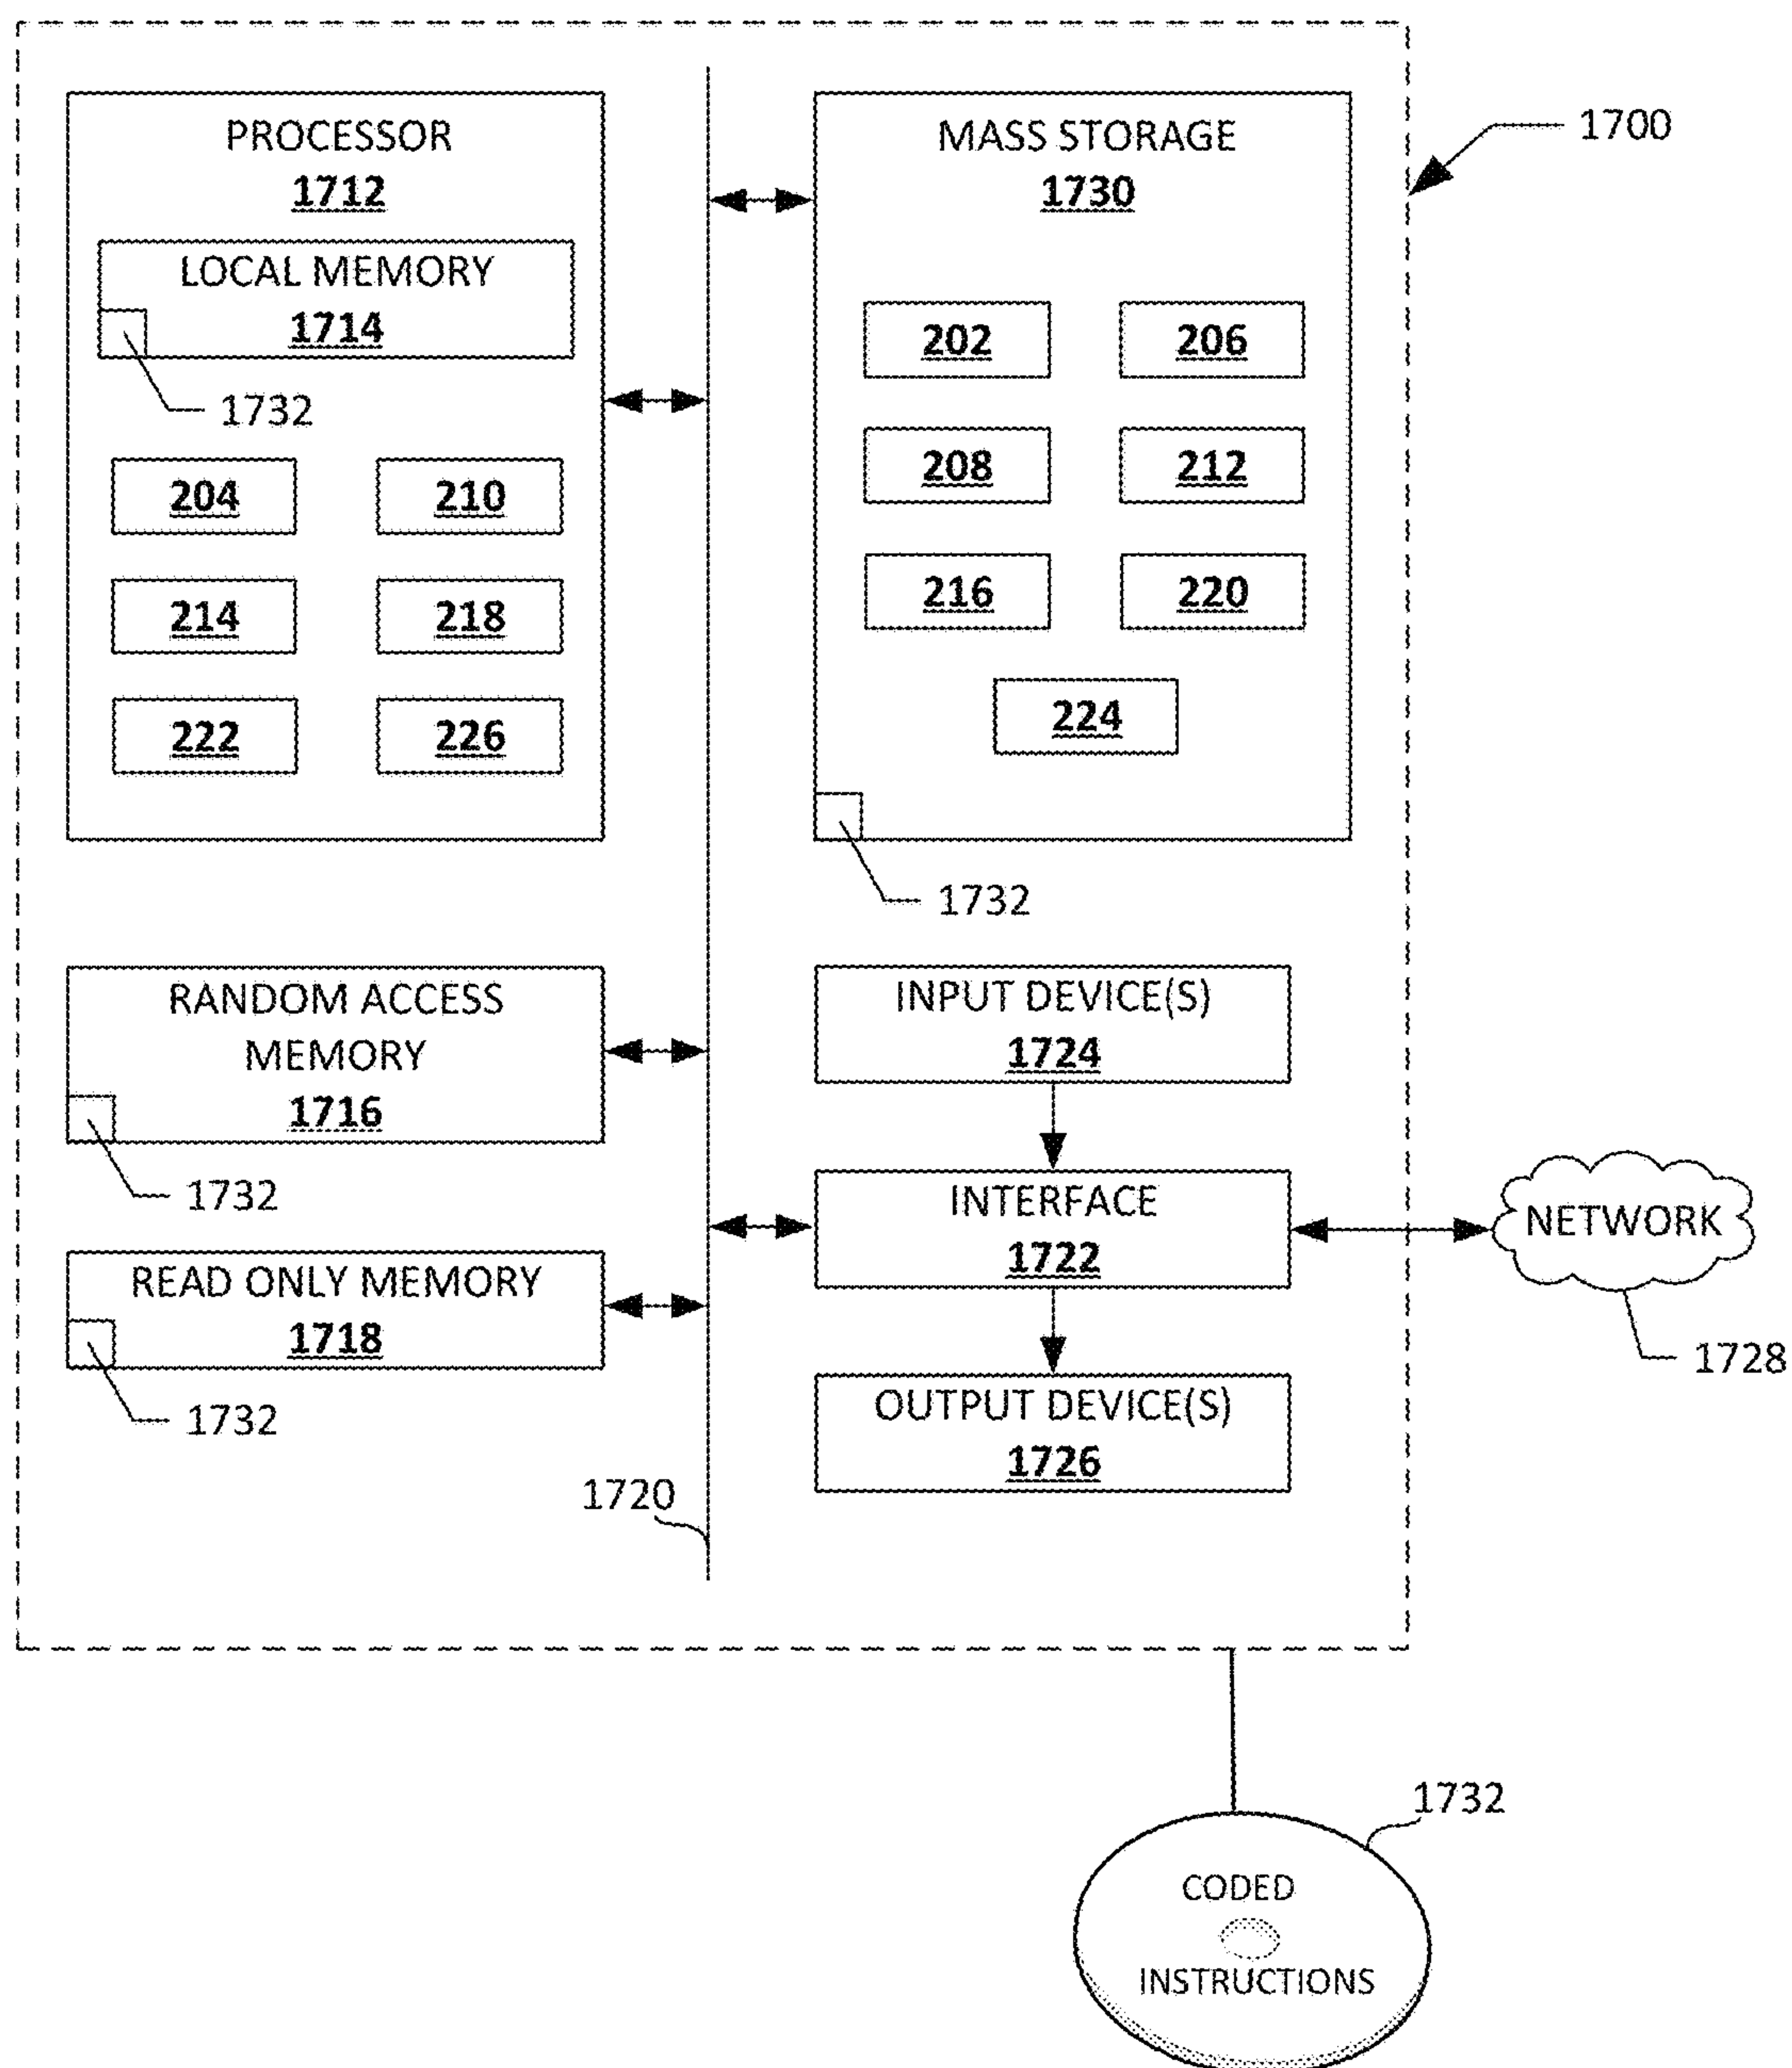 PROCESSOR
1712
LOCAL MEMORY
1714
1732
204
210
214
218
222
226
MASS STORAGE
1730
202
206
208
212
216
220
224
1732
1700
RANDOM ACCESS
MEMORY
1716
1732
READ ONLY MEMORY
1718
1732
1720
INPUT DEVICE(S)
1724
INTERFACE
1722
OUTPUT DEVICE(S)
1726
NETWORK
1728
1732
CODED
INSTRUCTIONS